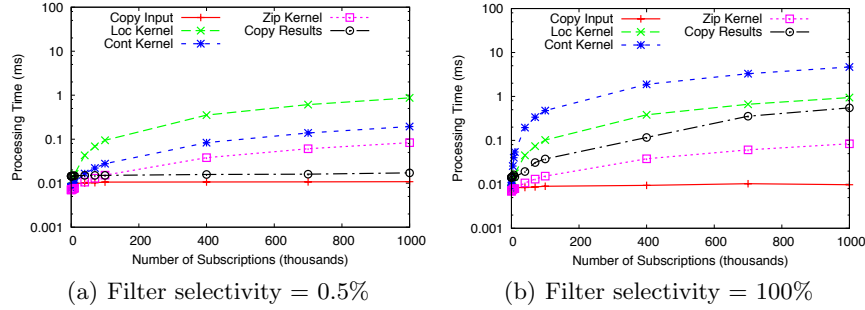 100
10
1
0.1
0.01
0.001
0 200 400 600 800 1000
Processing Time (ms)
Number of Subscriptions (thousands)
Copy Input
Loc Kernel
Cont Kernel
Zip Kernel
Copy Results
(a) Filter selectivity = 0.5%
100
10
1
0.1
0.01
0.001
0 200 400 600 800 1000
Processing Time (ms)
Number of Subscriptions (thousands)
Copy Input
Loc Kernel
Cont Kernel
Zip Kernel
Copy Results
(b) Filter selectivity = 100%